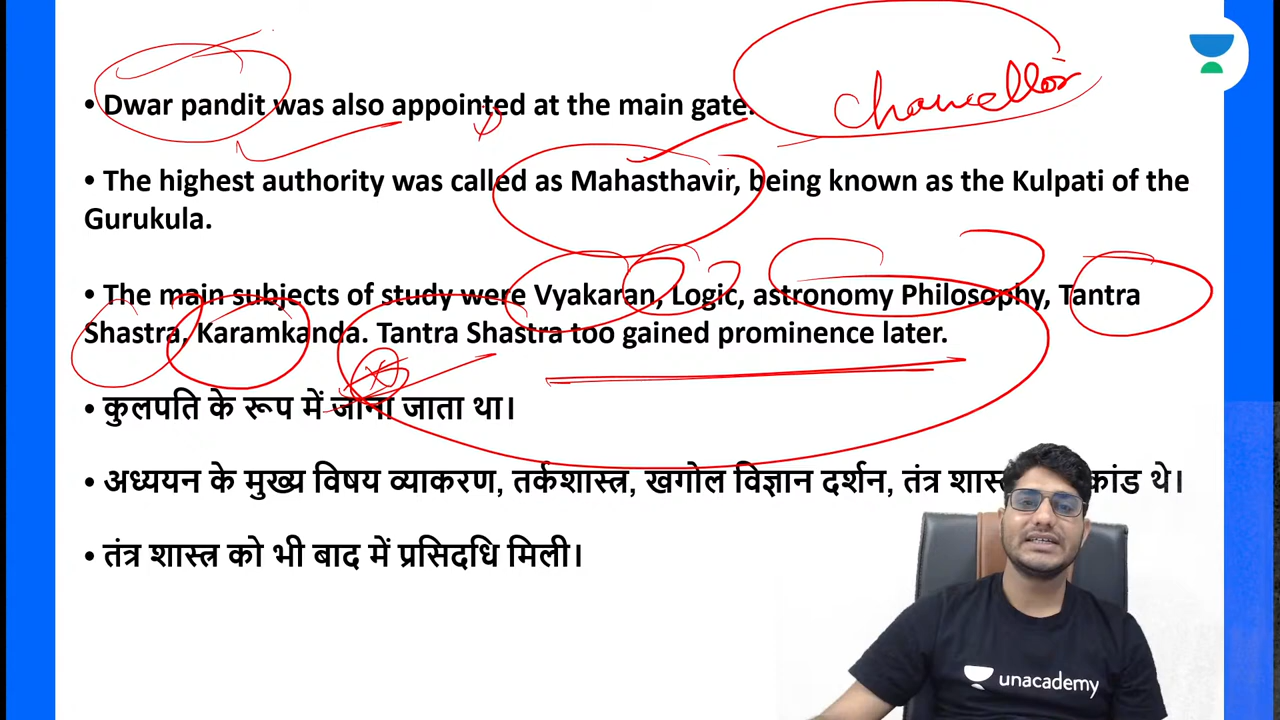 • Dwar pandit was also appointed at the main gate.
chancellor
• The highest authority was called as Mahasthavir, being known as the Kulpati of the
Gurukula.
• The main subjects of study were Vyakaran, Logic, astronomy Philosophy, Tantra
Shastra, Karamkanda. Tantra Shastra too gained prominence later.
• कुलपति के रूप में जाना जाता था।
• अध्ययन के मुख्य विषय व्याकरण, तर्कशास्त्र, खगोल विज्ञान दर्शन, तंत्र कांड थे।
• तंत्र शास्त्र को भी बाद में प्रसिदधि मिली।
unacademy